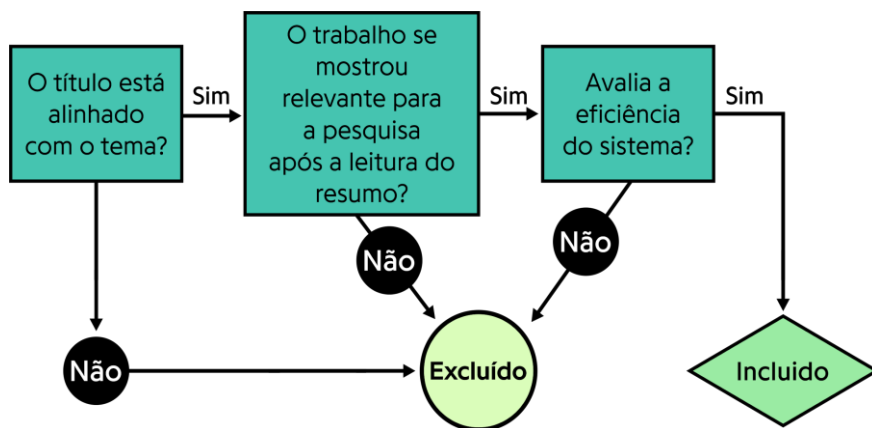 O título está
alinhado
com o tema?
Sim
O trabalho se
mostrou
relevante para
a pesquisa
após a leitura do
resumo?
Sim
Avalia a
eficiência
do sistema?
Sim
Não
Não
Não
Excluído
Incluido